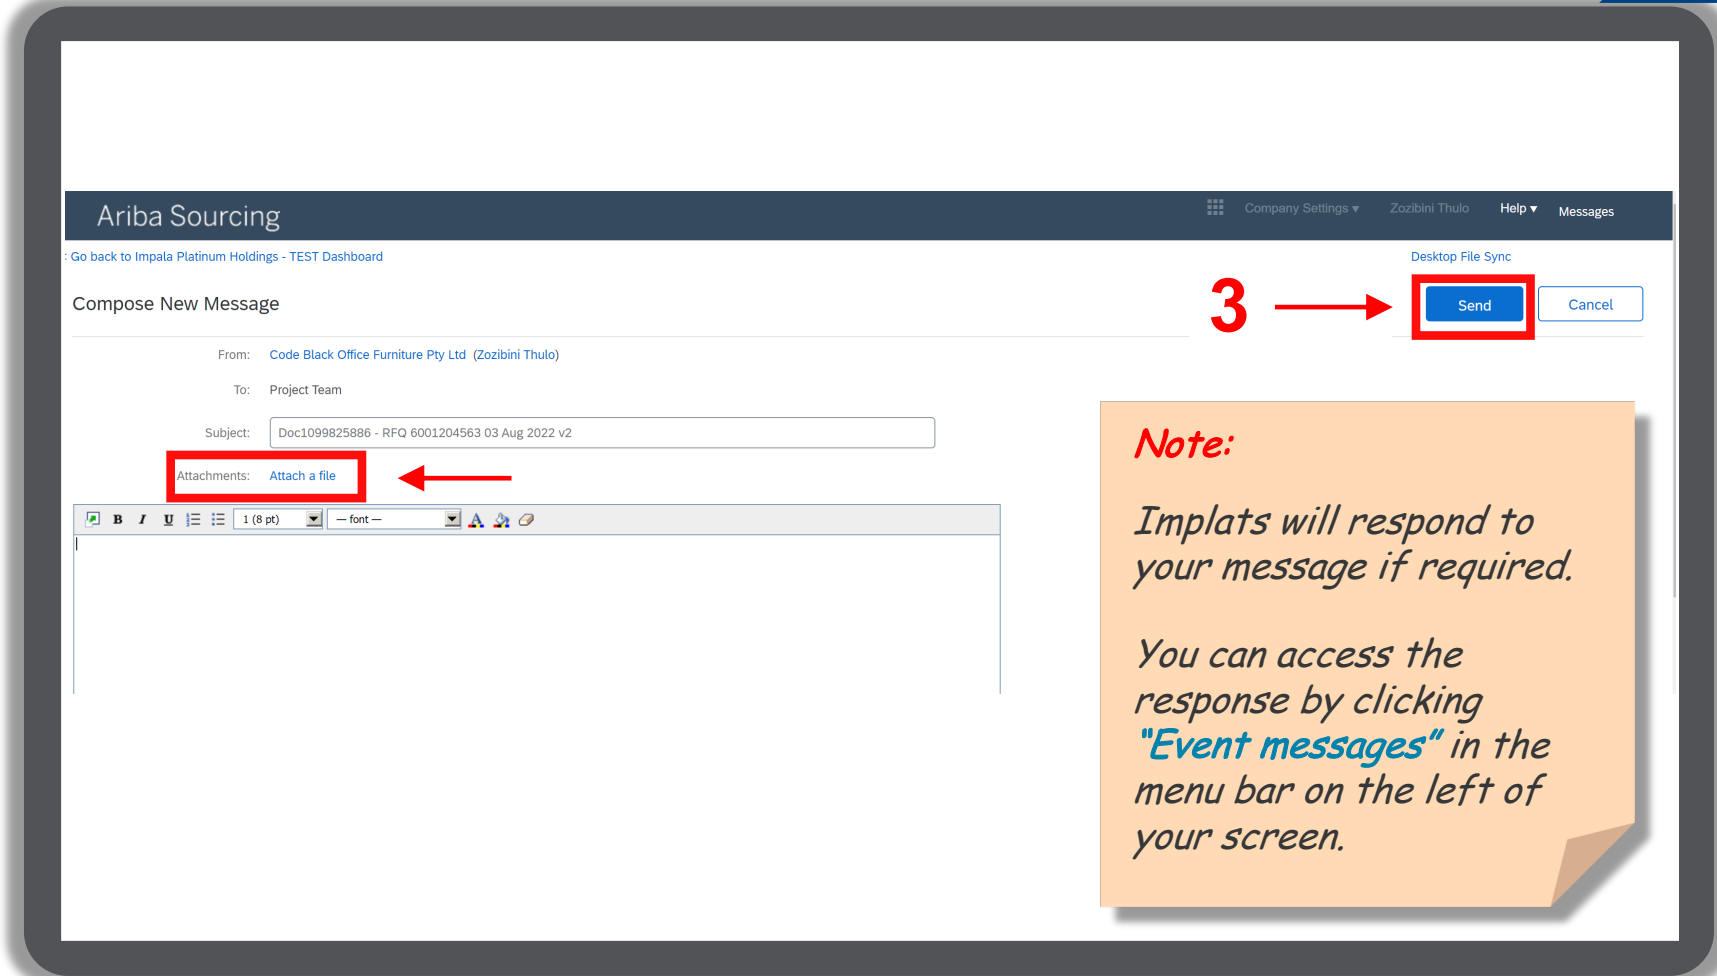 Ariba Sourcing
Company Settings ▾
Zozibini Thulo
Help ▾
Messages
Go back to Impala Platinum Holdings - TEST Dashboard
Desktop File Sync
Compose New Message
3
Send
Cancel
From: Code Black Office Furniture Pty Ltd (Zozibini Thulo)
To: Project Team
Subject: Doc1099825886 - RFQ 6001204563 03 Aug 2022 v2
Attachments: Attach a file
B I U 1 (8 pt) — font — A
Note:
Implats will respond to
your message if required.
You can access the
response by clicking
“Event messages” in the
menu bar on the left of
your screen.